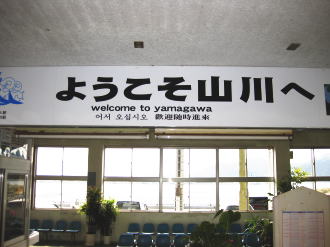 ようこそ山川へ
welcome to yamagawa
어서 오십시오 歡迎隨時進來